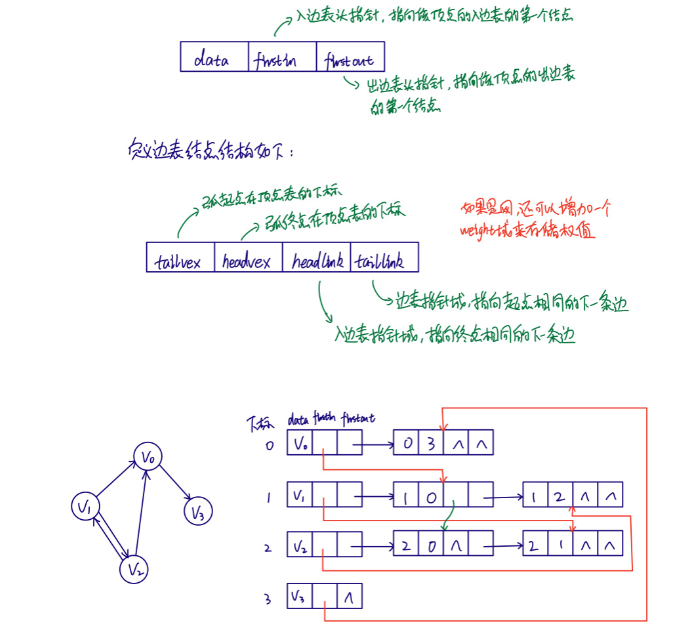 入边表头指针,指向该顶点的入边表的第一个结点
data firstIn firstout
出边表头指针,指向该顶点的出边表
的第一个结点
定义边表结点结构如下:
弧起点在顶点表的下标
弧终点在顶点表的下标
如果是网,还可以增加一个
weight域来存储权值
tailvex headvex headlink taillink
边表指针域,指向起点相同的下一条边
入边表指针域,指向终点相同的下一条边
下标 data firstIn firstout
0 V₀ 0 3 ∧ ∧
1 V₁ 1 0 1 2 ∧ ∧
2 V₂ 2 0 ∧ 2 1 ∧ ∧
3 V₃ ∧
V₀
V₁
V₃
V₂